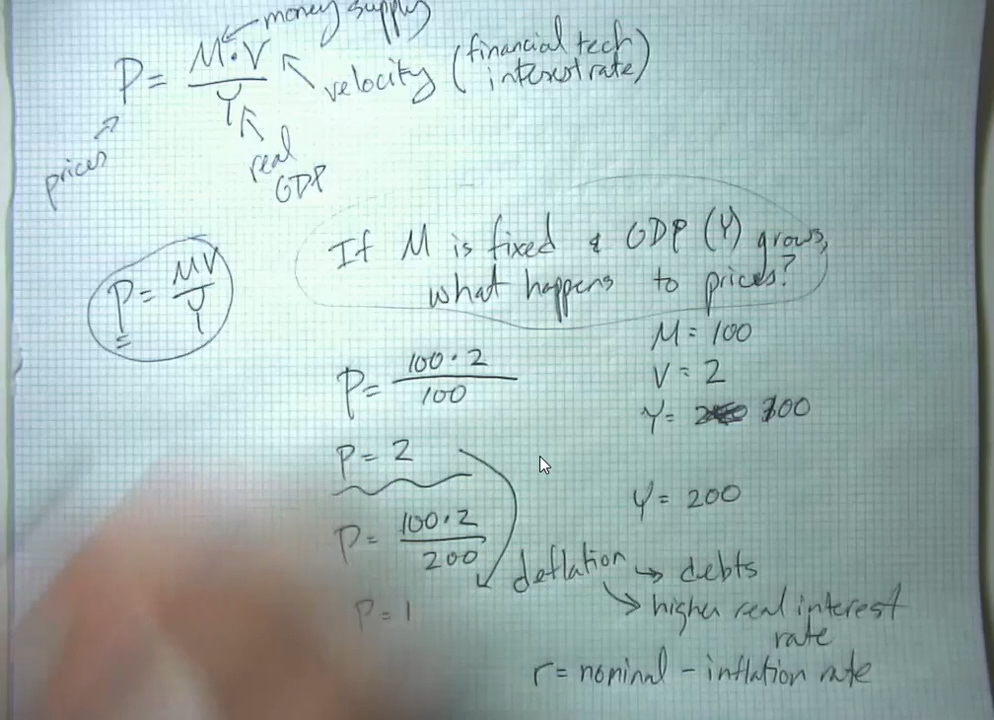 money supply
P = M·V / Y
velocity (financial tech
interest rate)
prices
real
GDP
P = MV / Y
If M is fixed & GDP (Y) grows,
what happens to prices?
M = 100
V = 2
Y = 100
P = 100·2 / 100
P = 2
Y = 200
P = 100·2 / 200
deflation → debts
→ higher real interest
rate
P = 1
r = nominal - inflation rate